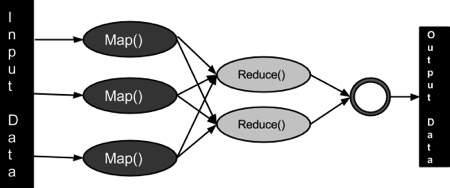 Input Data
Map()
Map()
Map()
Reduce()
Reduce()
Output Data